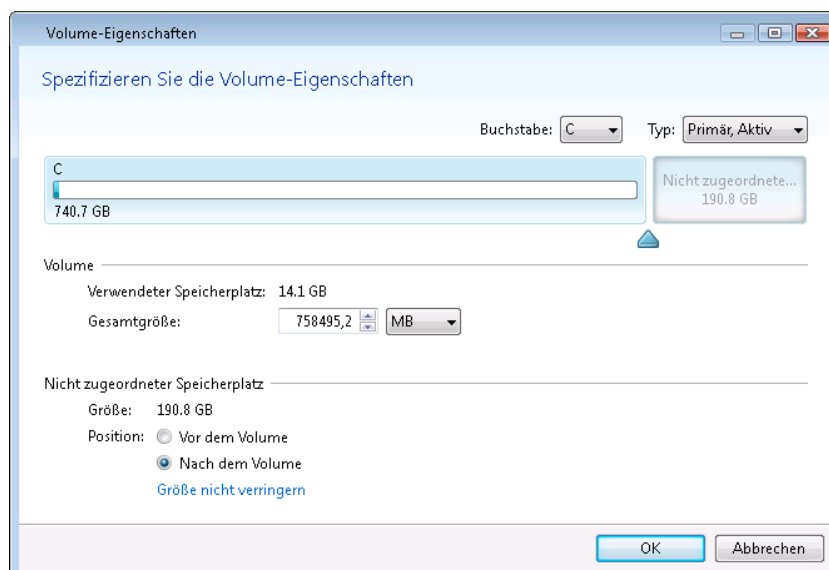 Volume-Eigenschaften
Spezifizieren Sie die Volume-Eigenschaften
Buchstabe: C Typ: Primär, Aktiv
C
740.7 GB
Nicht zugeordnete...
190.8 GB
Volume
Verwendeter Speicherplatz: 14.1 GB
Gesamtgröße: 758495,2 MB
Nicht zugeordneter Speicherplatz
Größe: 190.8 GB
Position: Vor dem Volume
Nach dem Volume
Größe nicht verringern
OK Abbrechen